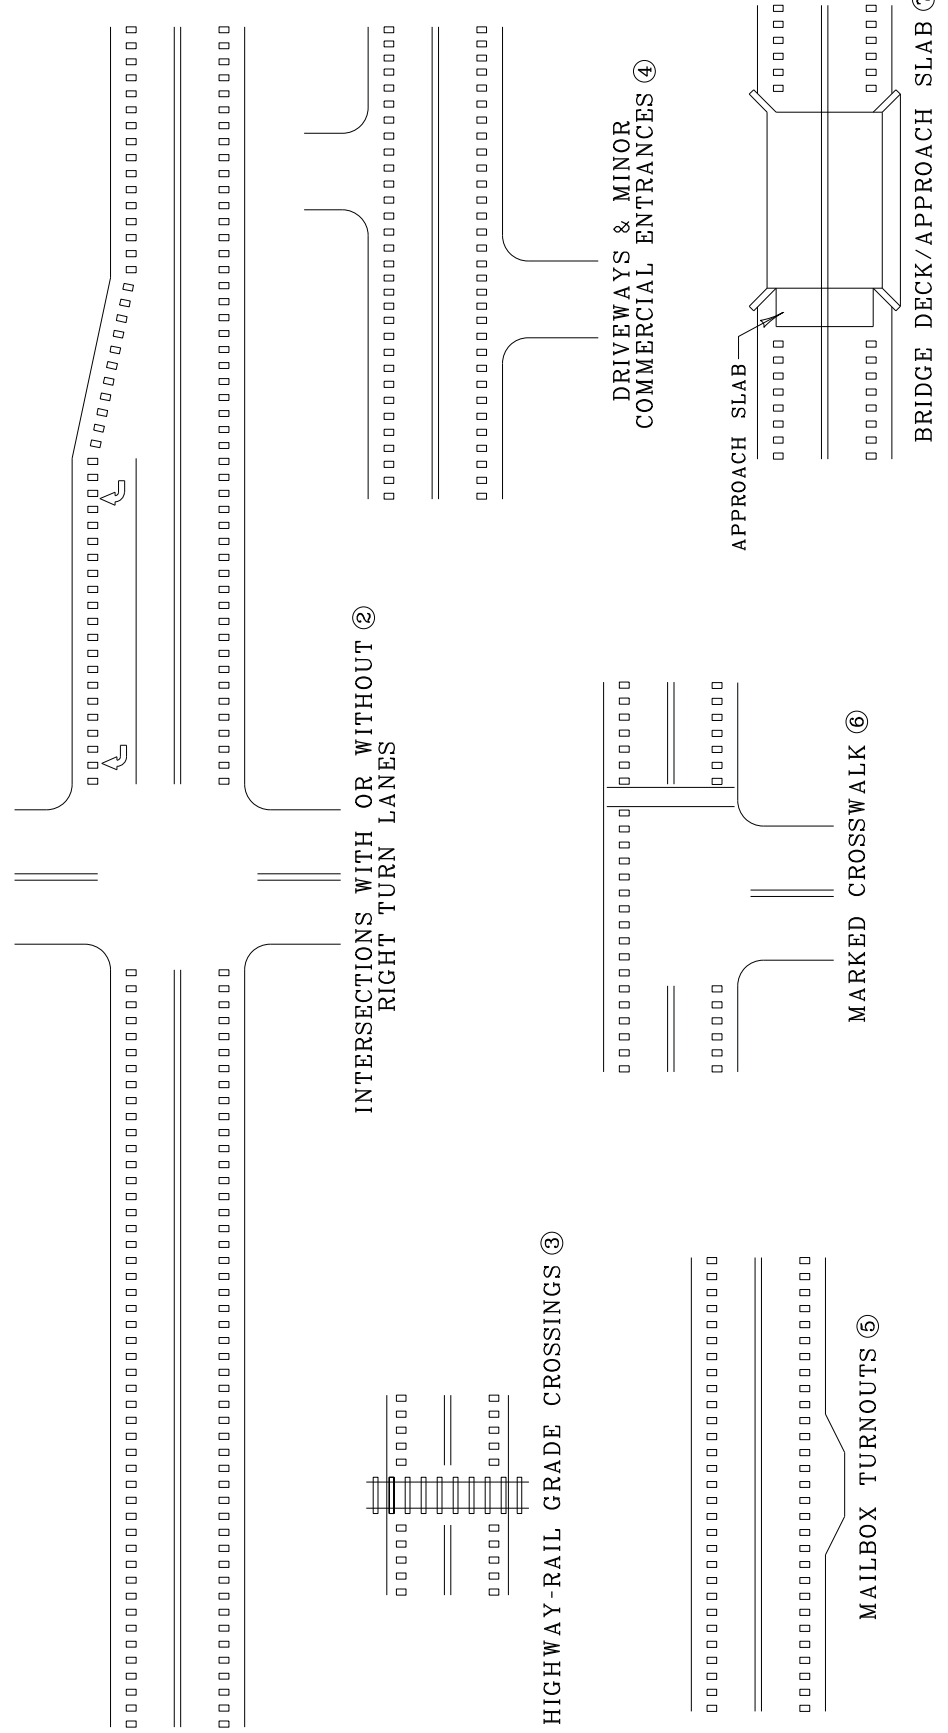 INTERSECTIONS WITH OR WITHOUT ②
RIGHT TURN LANES
HIGHWAY-RAIL GRADE CROSSINGS ③
DRIVEWAYS & MINOR
COMMERCIAL ENTRANCES ④
MAILBOX TURNOUTS ⑤
MARKED CROSSWALK ⑥
APPROACH SLAB
BRIDGE DECK/APPROACH SLAB